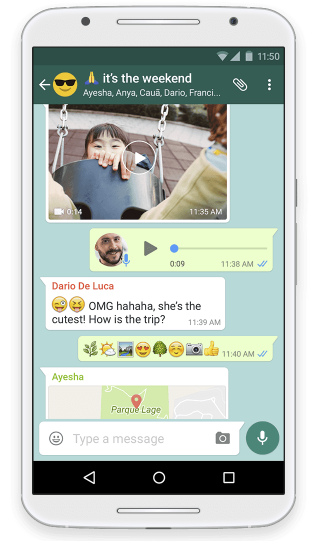 11:50
🙏 it's the weekend
Ayesha, Anya, Cauã, Dario, Franci...
0:14
11:35 AM
0:09
11:38 AM
Dario De Luca
😜😝 OMG hahaha, she's the
cutest! How is the trip?
11:39 AM
🌿🌤🏞😍🌳☺️📷👍
11:40 AM
Ayesha
Parque Lage
Type a message